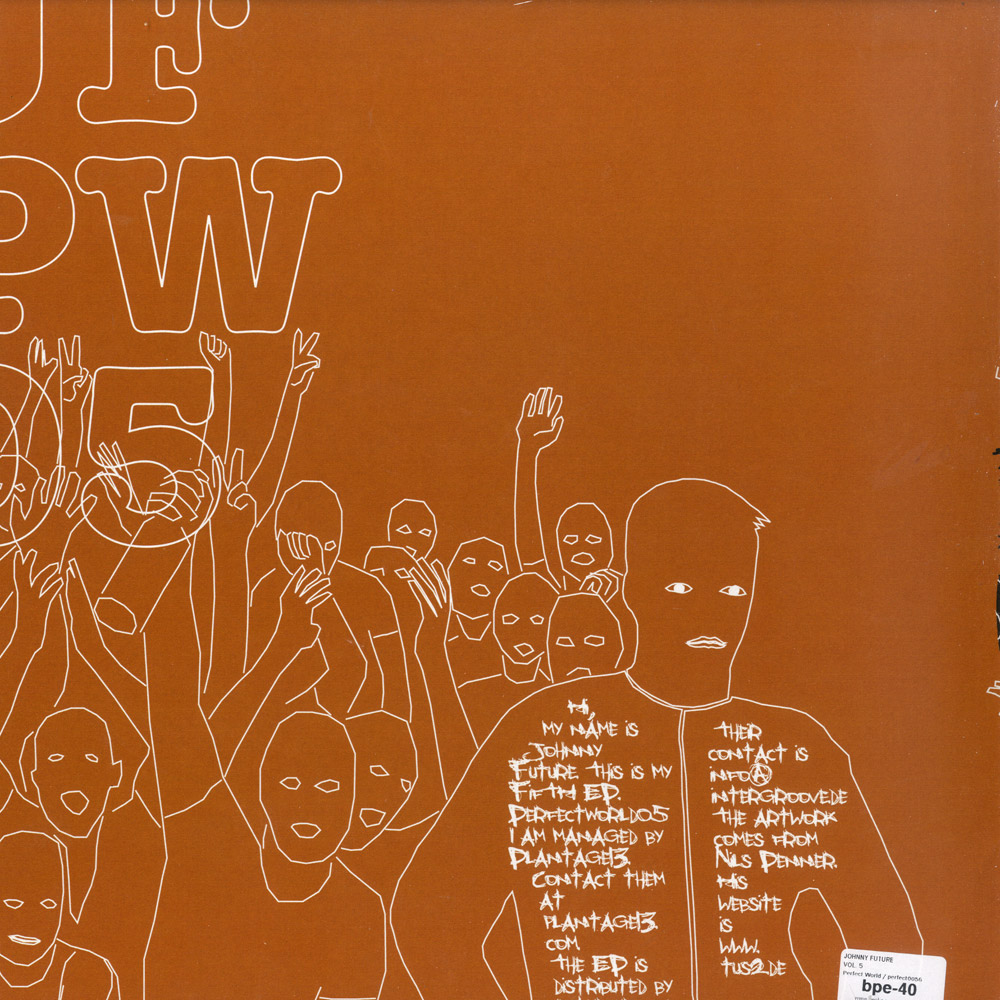 JF
PW
05
Hi,
MY NAME iS
JOHNNY
FUTURE. THIS IS MY
FIFTH EP.
PERFECTWORLD05
I AM MANAGED BY
PLANTAGE13.
CONTACT THEM
AT
PLANTAGE13.
COM
THE EP iS
DiSTRiBUTED BY
THEiR
CONTACT iS
iNFO@
iNTERGROOVE.DE
THE ARTWORK
COMES FROM
NiLS PENNER.
HiS
WEBSiTE
iS
WWW.
TUS2.DE
JOHNNY FUTURE
VOL. 5
Perfect World / perfect0056
bpe-40